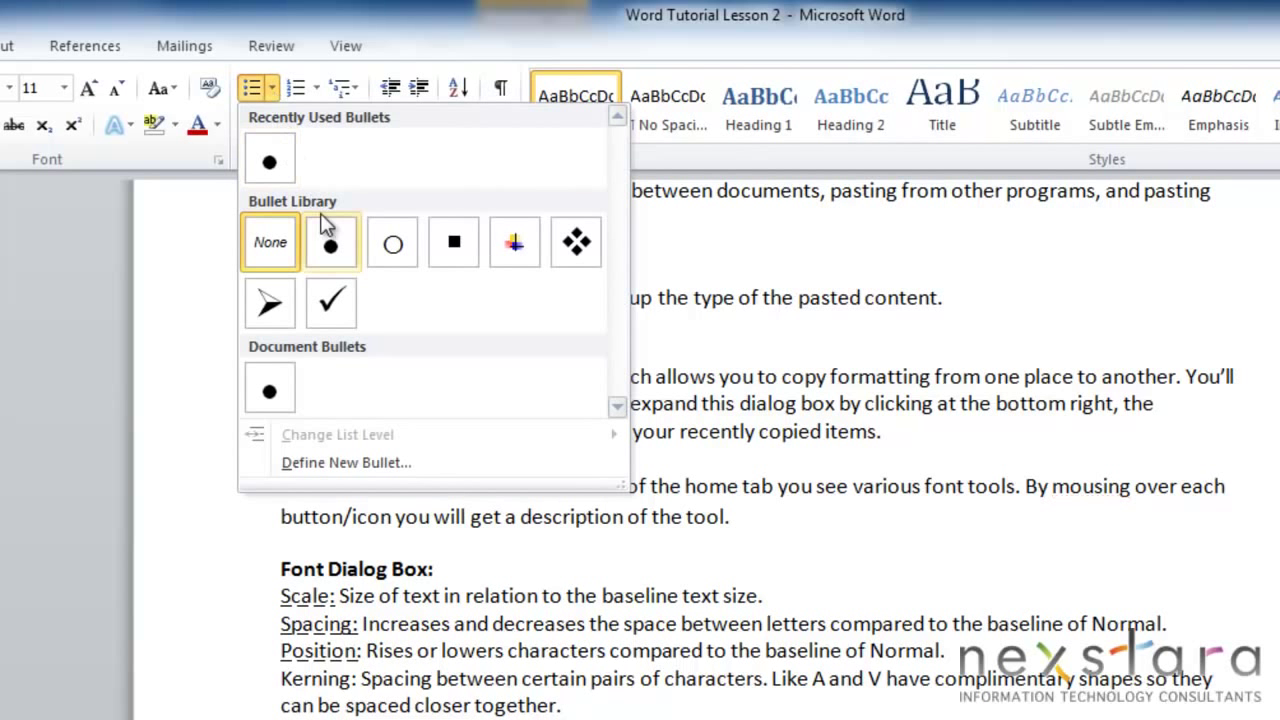 Word Tutorial Lesson 2 - Microsoft Word
ut References Mailings Review View
11 Aa
abc X2 X2 A ab A
AaBbCcDc AaBbCcDc AaBbC AaBbCc AaB AaBbCc. AaBbCcDc AaBbCcDc
No Spaci... Heading 1 Heading 2 Title Subtitle Subtle Em... Emphasis
Font Styles
Recently Used Bullets
Bullet Library
None
Document Bullets
Change List Level
Define New Bullet...
between documents, pasting from other programs, and pasting
up the type of the pasted content.
ch allows you to copy formatting from one place to another. You'll
expand this dialog box by clicking at the bottom right, the
your recently copied items.
of the home tab you see various font tools. By mousing over each
button/icon you will get a description of the tool.
Font Dialog Box:
Scale: Size of text in relation to the baseline text size.
Spacing: Increases and decreases the space between letters compared to the baseline of Normal.
Position: Rises or lowers characters compared to the baseline of Normal.
Kerning: Spacing between certain pairs of characters. Like A and V have complimentary shapes so they
can be spaced closer together.
nexstara
INFORMATION TECHNOLOGY CONSULTANTS